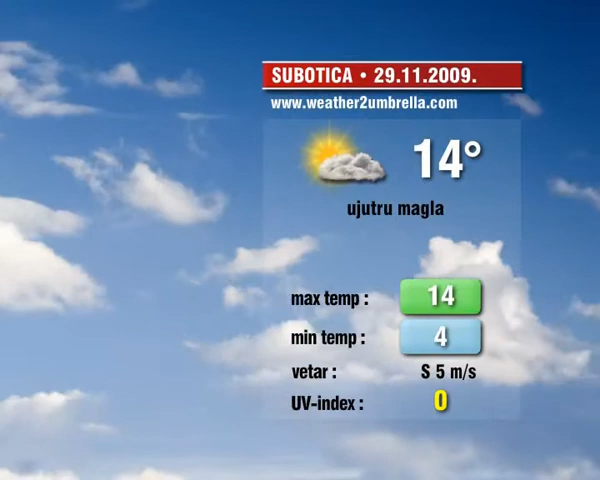 SUBOTICA • 29.11.2009.
www.weather2umbrella.com
14°
ujutru magla
max temp : 14
min temp : 4
vetar : S 5 m/s
UV-index : 0